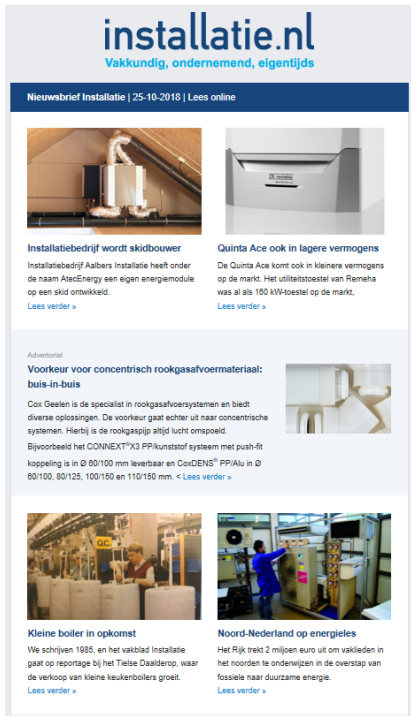 installatie.nl
Vakkundig, ondernemend, eigentijds
Nieuwsbrief Installatie | 25-10-2018 | Lees online
remeha
Installatiebedrijf wordt skidbouwer
Installatiebedrijf Aalbers Installatie heeft onder
de naam AtecEnergy een eigen energiemodule
op een skid ontwikkeld.
Lees verder »
Quinta Ace ook in lagere vermogens
De Quinta Ace komt ook in kleinere vermogens
op de markt. Het utiliteitstoestel van Remeha
was al als 160 kW-toestel op de markt,
Lees verder »
Advertorial
Voorkeur voor concentrisch rookgasafvoermateriaal:
buis-in-buis
Cox Geelen is de specialist in rookgasafvoersystemen en biedt
diverse oplossingen. De voorkeur gaat echter uit naar concentrische
systemen. Hierbij is de rookgaspijp altijd lucht omspoeld.
Bijvoorbeeld het CONNEXT®X3 PP/kunststof systeem met push-fit
koppeling is in Ø 60/100 mm leverbaar en CoxDENS® PP/Alu in Ø
60/100, 80/125, 100/150 en 110/150 mm. < Lees verder »
Q.C.
Kleine boiler in opkomst
We schrijven 1985, en het vakblad Installatie
gaat op reportage bij het Tielse Daalderop, waar
de verkoop van kleine keukenboilers groeit.
Lees verder »
Noord-Nederland op energieles
Het Rijk trekt 2 miljoen euro uit om vaklieden in
het noorden te onderwijzen in de overstap van
fossiele naar duurzame energie.
Lees verder »